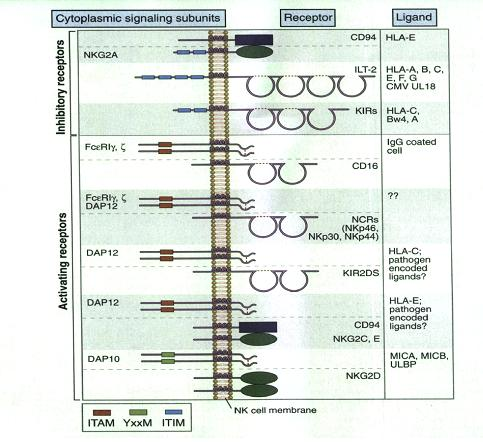 Cytoplasmic signaling subunits
Receptor
Ligand
Inhibitory receptors
CD94
HLA-E
NKG2A
ILT-2
HLA-A, B, C,
E, F, G
CMV UL18
KIRs
HLA-C,
Bw4, A
Activating receptors
FcεRIγ, ζ
IgG coated
cell
CD16
FcεRIγ, ζ
DAP12
??
NCRs
(NKp46,
NKp30, NKp44)
DAP12
HLA-C;
pathogen
encoded
ligands?
KIR2DS
DAP12
HLA-E;
pathogen
encoded
ligands?
CD94
NKG2C, E
DAP10
MICA, MICB,
ULBP
NKG2D
NK cell membrane
ITAM
YxxM
ITIM